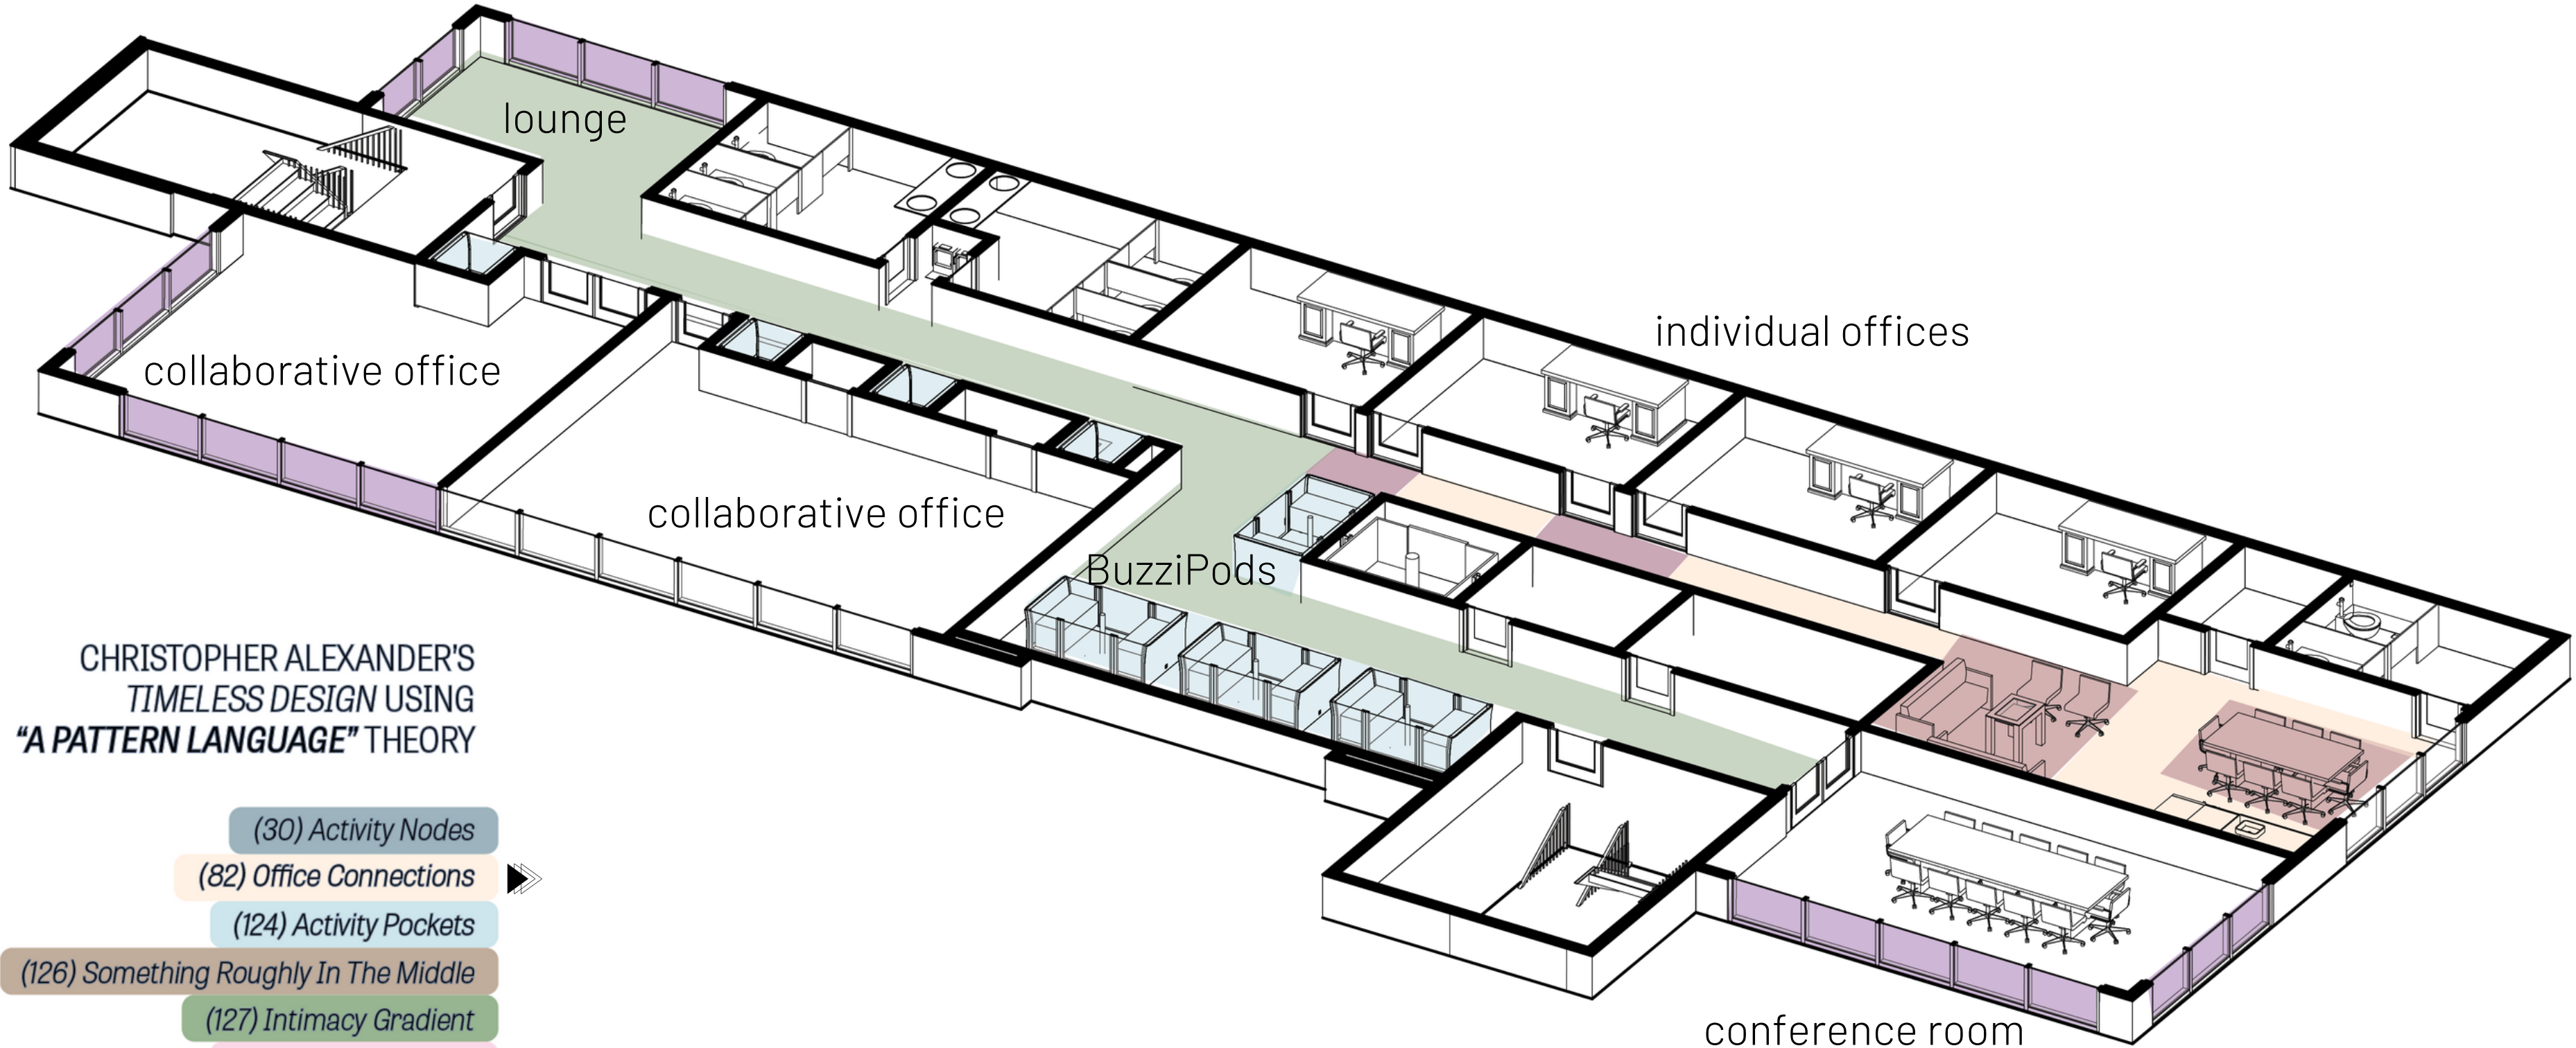 lounge
individual offices
collaborative office
collaborative office
BuzziPods
CHRISTOPHER ALEXANDER'S
TIMELESS DESIGN USING
“A PATTERN LANGUAGE” THEORY
(30) Activity Nodes
(82) Office Connections
(124) Activity Pockets
(126) Something Roughly In The Middle
(127) Intimacy Gradient
conference room